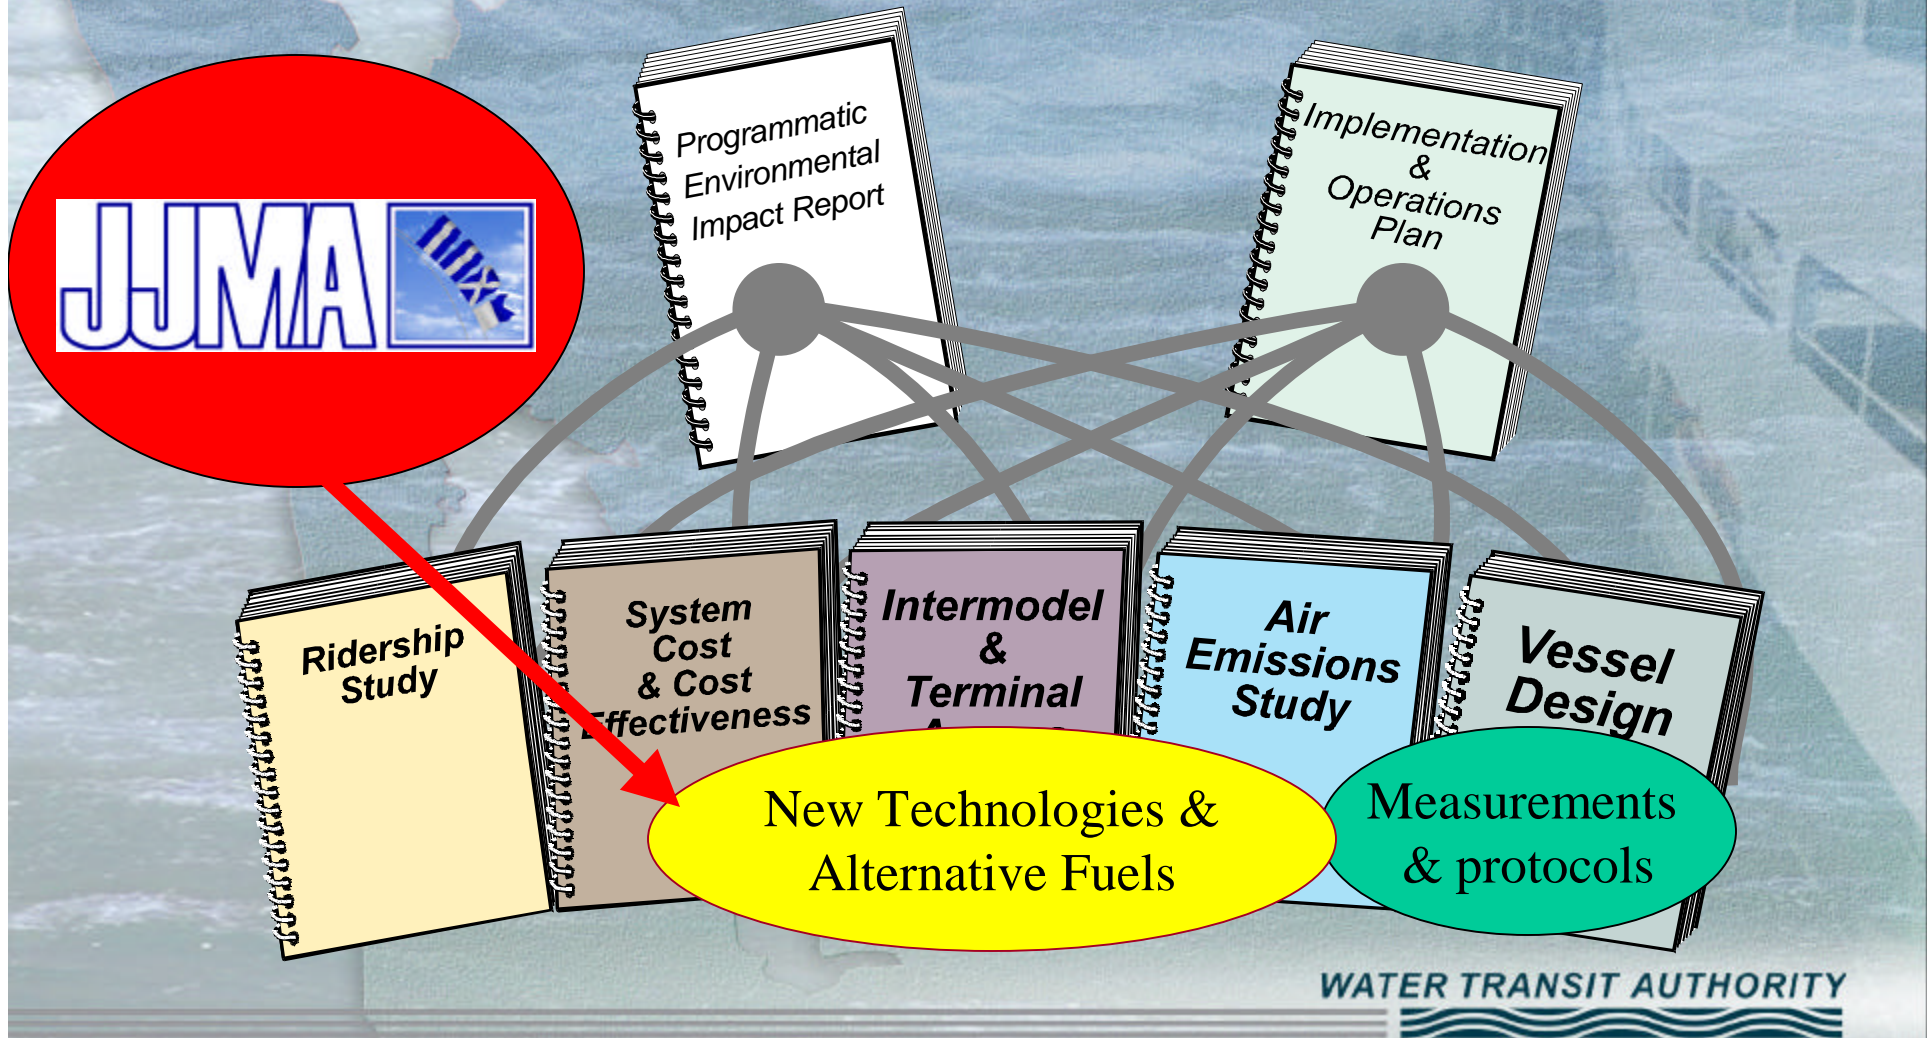 JJMA
Programmatic
Environmental
Impact Report
Implementation
&
Operations
Plan
Ridership
Study
System
Cost
& Cost
Effectiveness
Intermodel
&
Terminal
Air
Emissions
Study
Vessel
Design
New Technologies &
Alternative Fuels
Measurements
& protocols
WATER TRANSIT AUTHORITY